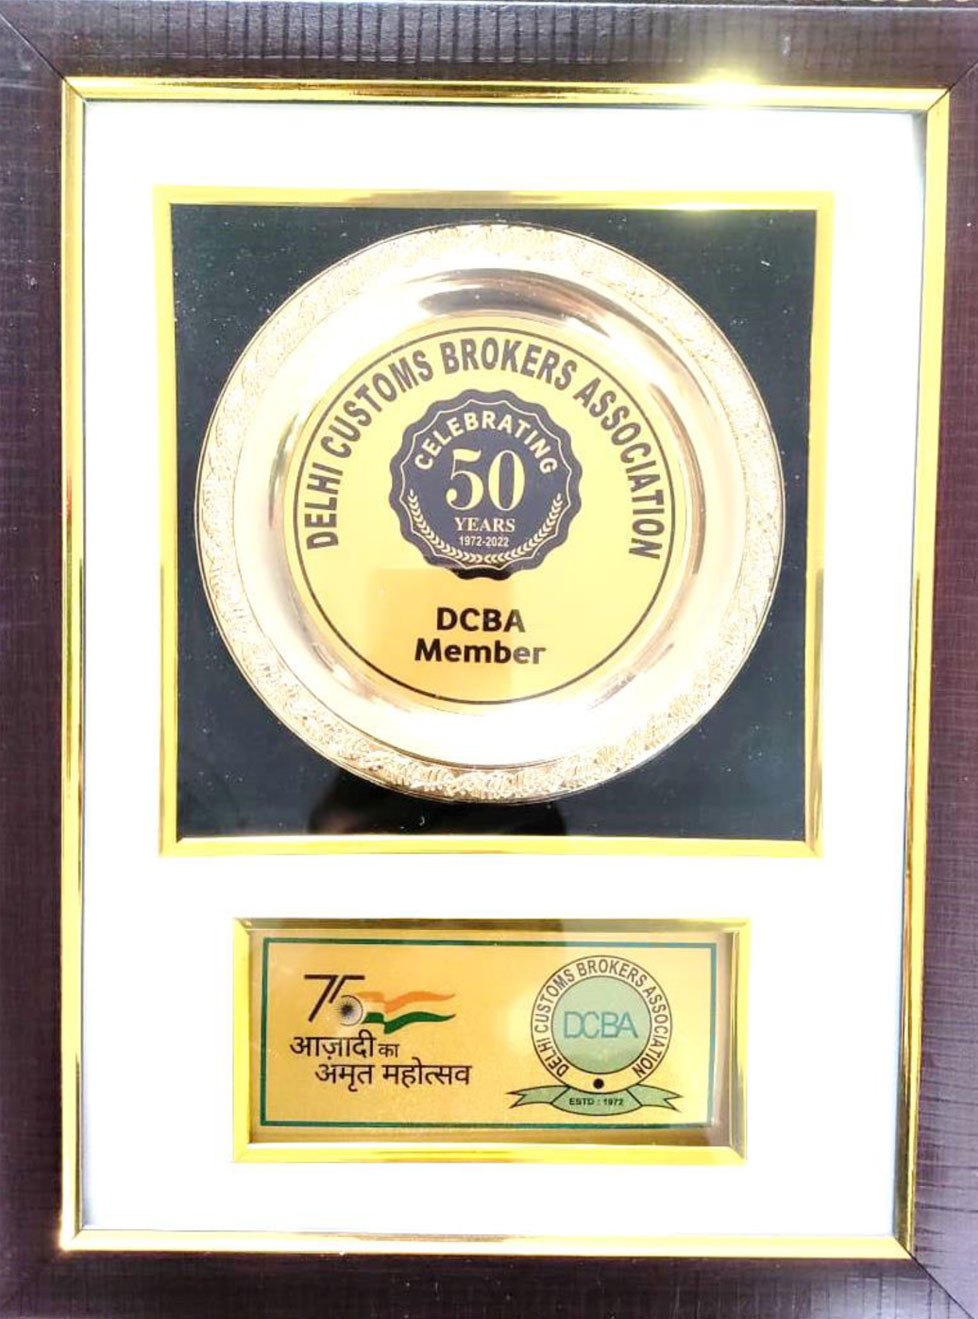 DELHI CUSTOMS BROKERS ASSOCIATION
CELEBRATING
50
YEARS
1972-2022
DCBA
Member
75
आज़ादी का
अमृत महोत्सव
DELHI CUSTOMS BROKERS ASSOCIATION
DCBA
ESTD : 1972